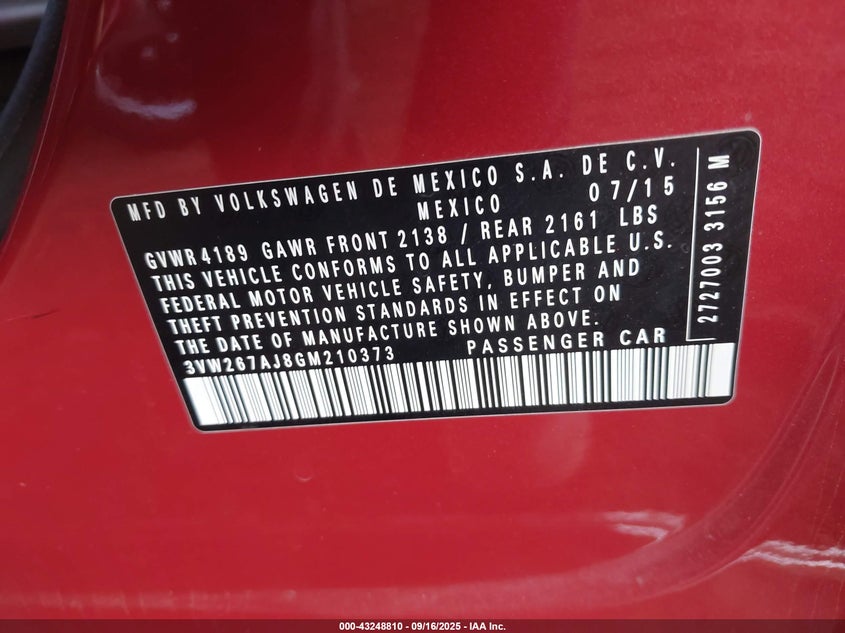 MFD BY VOLKSWAGEN DE MEXICO S.A. DE C.V.
MEXICO 07/15
GVWR 4189 GAWR FRONT 2138 / REAR 2161 LBS
THIS VEHICLE CONFORMS TO ALL APPLICABLE U.S.
FEDERAL MOTOR VEHICLE SAFETY, BUMPER AND
THEFT PREVENTION STANDARDS IN EFFECT ON
THE DATE OF MANUFACTURE SHOWN ABOVE.
3VW267AJ8GM210373 PASSENGER CAR
2727003 3156 M
000-43248810 - 09/16/2025 - IAA Inc.